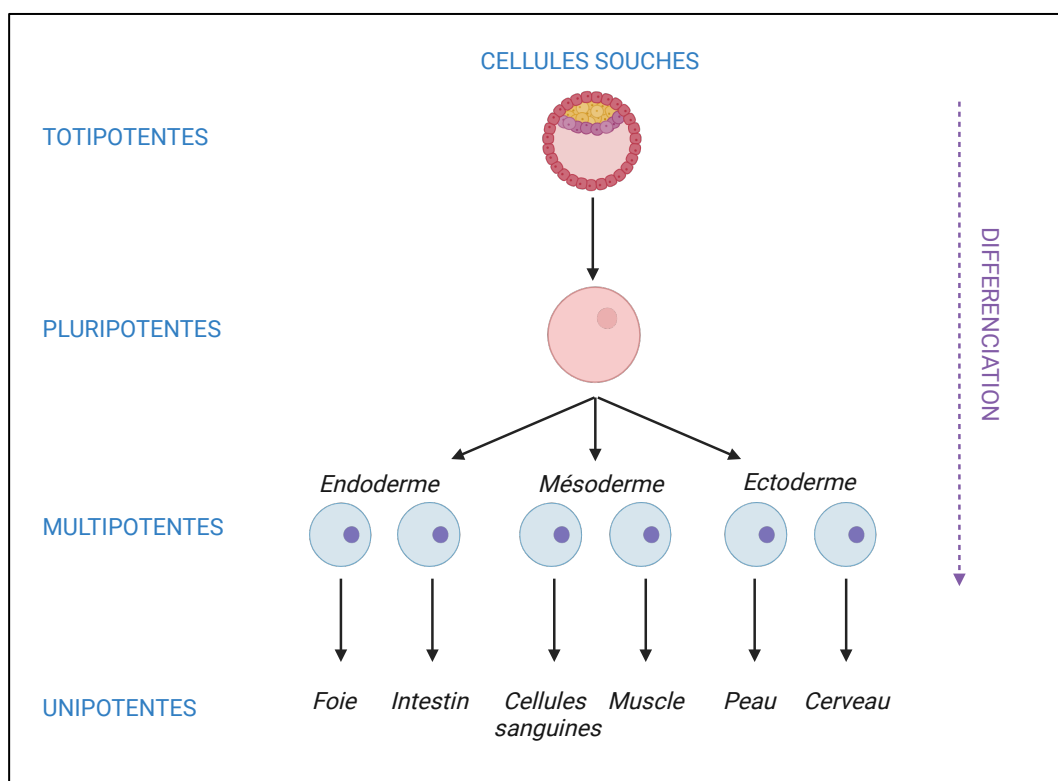 CELLULES SOUCHES
TOTIPOTENTES
DIFFERENCIATION
PLURIPOTENTES
Endoderme
Mésoderme
Ectoderme
MULTIPOTENTES
UNIPOTENTES
Foie
Intestin
Cellules
sanguines
Muscle
Peau
Cerveau